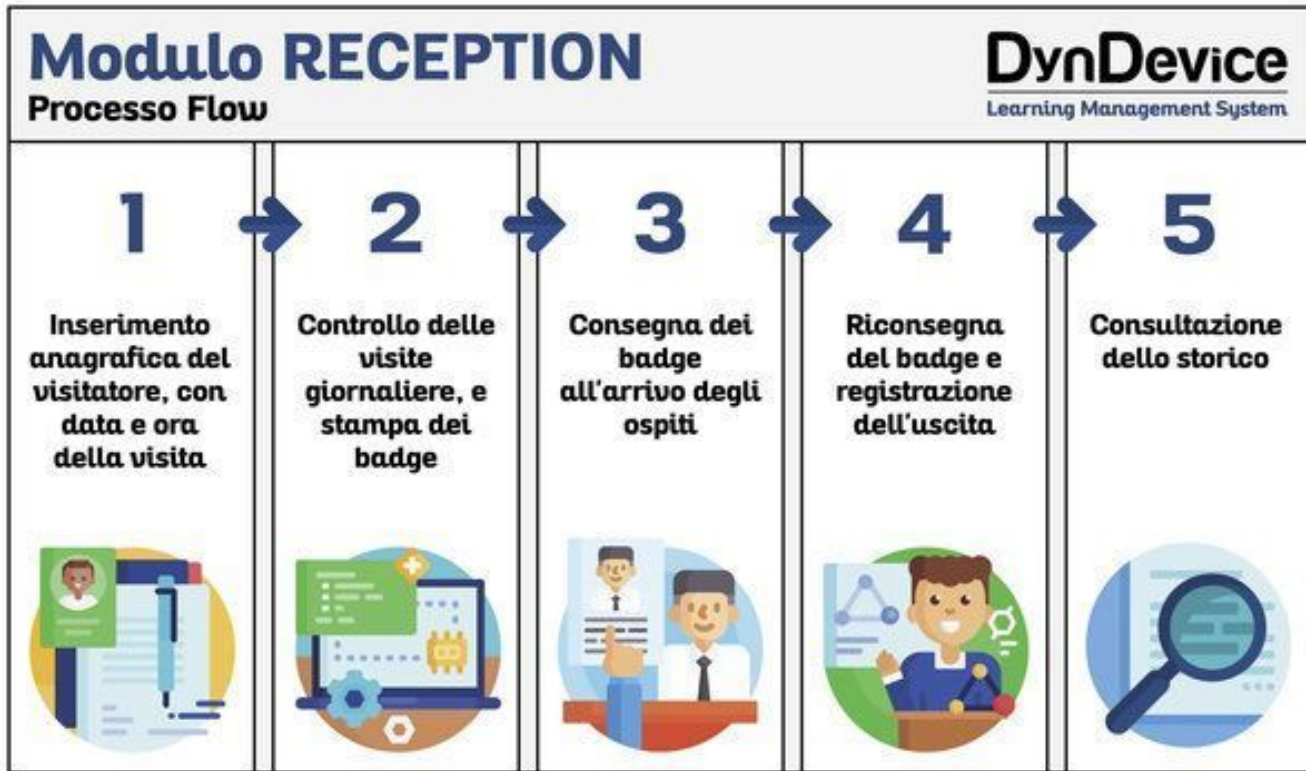 Modulo RECEPTION
Processo Flow
DynDevice
Learning Management System
1
Inserimento
anagrafica del
visitatore, con
data e ora
della visita
2
Controllo delle
visite
giornaliere, e
stampa dei
badge
3
Consegna dei
badge
all'arrivo degli
ospiti
4
Riconsegna
del badge e
registrazione
dell'uscita
5
Consultazione
dello storico